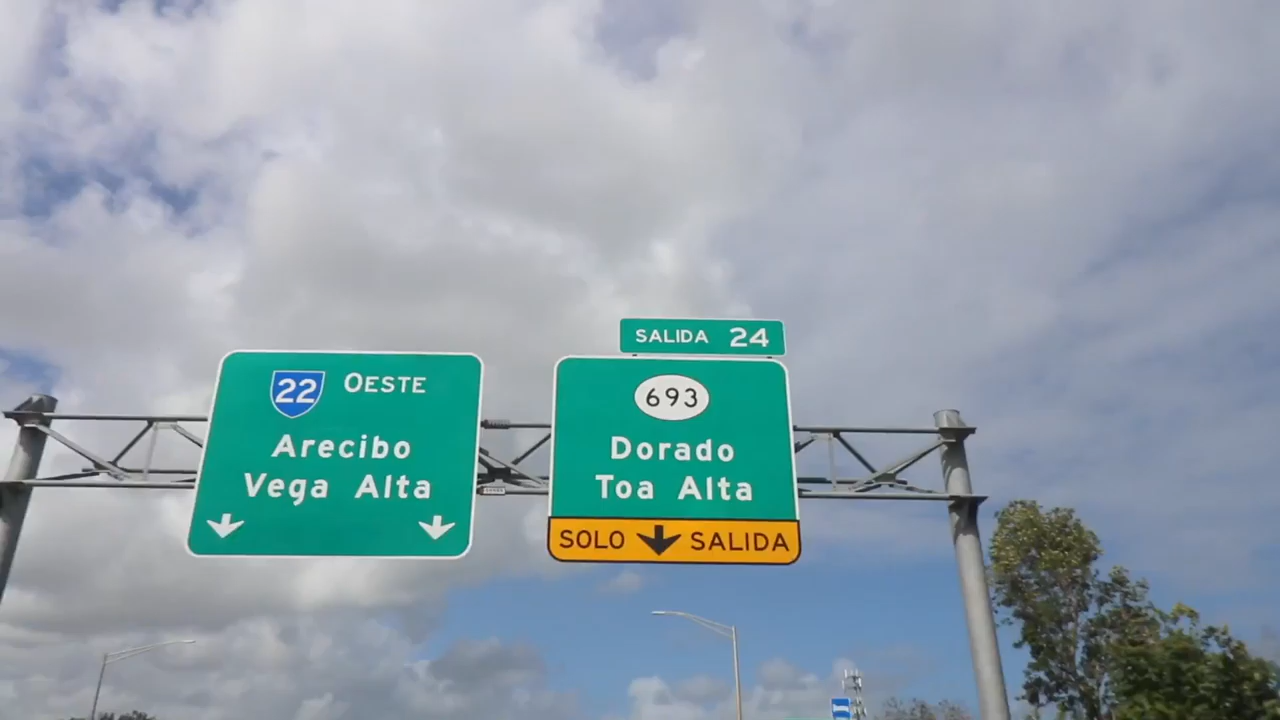 22 OESTE
Arecibo
Vega Alta
SALIDA 24
693
Dorado
Toa Alta
SOLO SALIDA